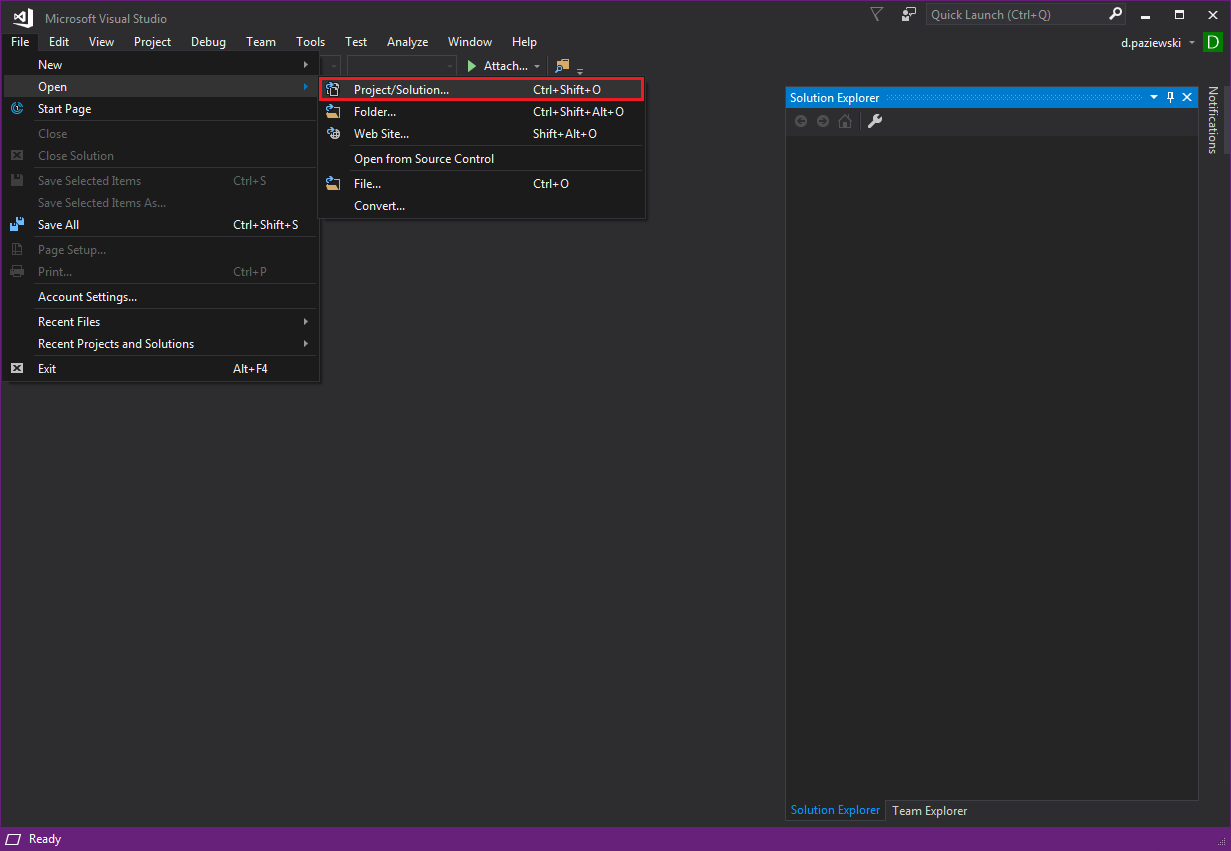 Microsoft Visual Studio
Quick Launch (Ctrl+Q)
File Edit View Project Debug Team Tools Test Analyze Window Help
d.paziewski D
Attach...
New
Open
Start Page
Close
Close Solution
Save Selected Items Ctrl+S
Save Selected Items As...
Save All Ctrl+Shift+S
Page Setup...
Print... Ctrl+P
Account Settings...
Recent Files
Recent Projects and Solutions
Exit Alt+F4
Project/Solution... Ctrl+Shift+O
Folder... Ctrl+Shift+Alt+O
Web Site... Shift+Alt+O
Open from Source Control
File... Ctrl+O
Convert...
Solution Explorer
Notifications
Solution Explorer Team Explorer
Ready